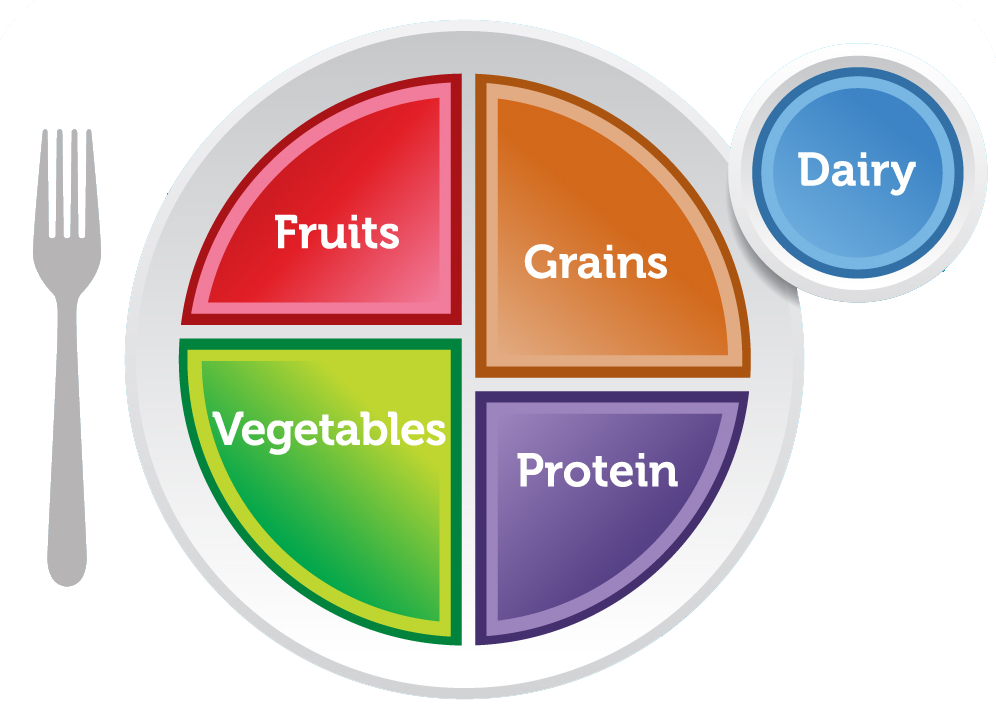 Fruits
Grains
Dairy
Vegetables
Protein